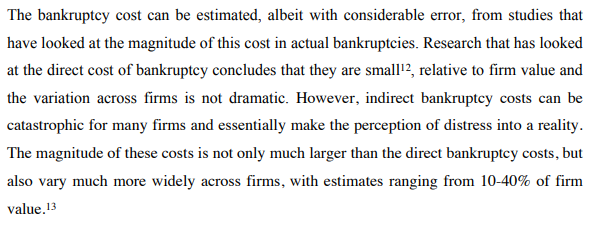 The bankruptcy cost can be estimated, albeit with considerable error, from studies that
have looked at the magnitude of this cost in actual bankruptcies. Research that has looked
at the direct cost of bankruptcy concludes that they are small12, relative to firm value and
the variation across firms is not dramatic. However, indirect bankruptcy costs can be
catastrophic for many firms and essentially make the perception of distress into a reality.
The magnitude of these costs is not only much larger than the direct bankruptcy costs, but
also vary much more widely across firms, with estimates ranging from 10-40% of firm
value.13